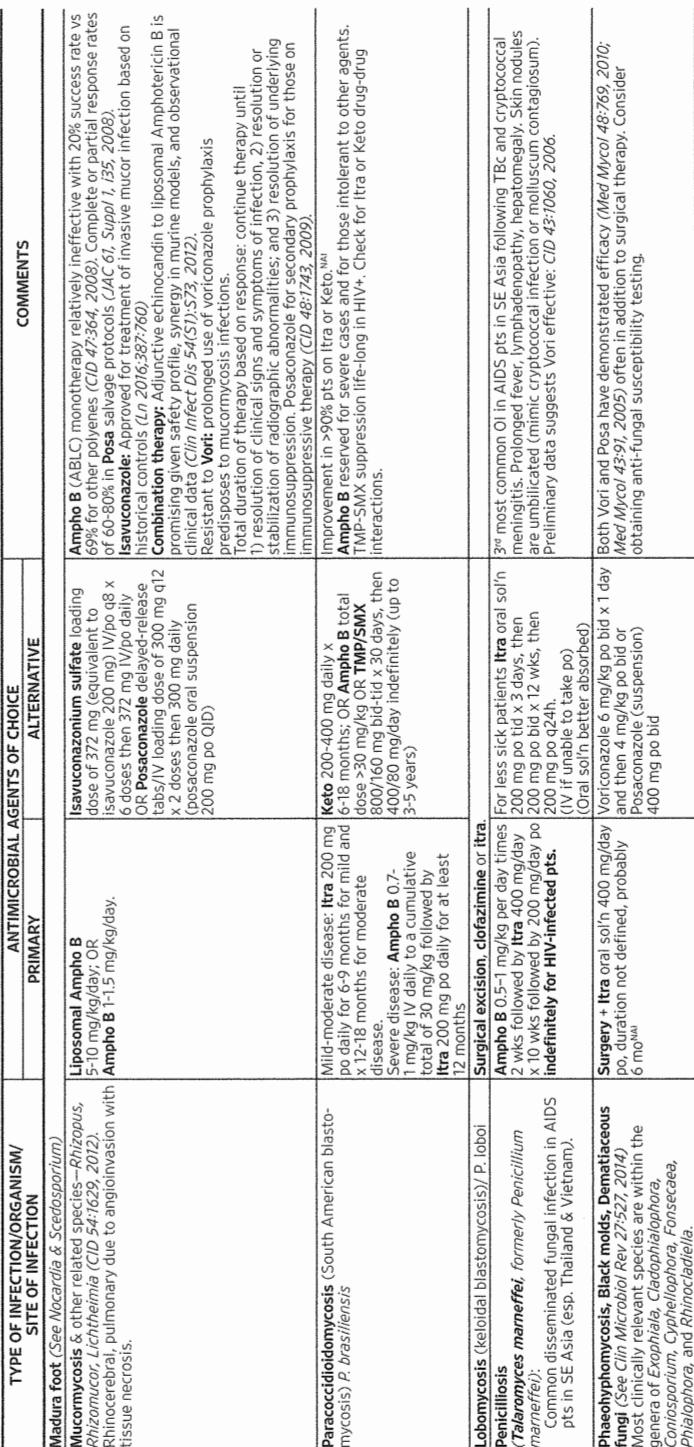 TYPE OF INFECTION/ORGANISM/
SITE OF INFECTION
ANTIMICROBIAL AGENTS OF CHOICE
PRIMARY
ALTERNATIVE
COMMENTS
Madura foot (See Nocardia & Scedosporium)
Mucormycosis & other related species—Rhizopus,
Rhizomucor, Lichtheimia (CID 54:1629, 2012).
Rhinocerebral, pulmonary due to angioinvasion with
tissue necrosis.
Liposomal Ampho B
5-10 mg/kg/day; OR
Ampho B 1-1.5 mg/kg/day.
Isavuconazonium sulfate loading
dose of 372 mg (equivalent to
isavuconazole 200 mg) IV/po q8 x
6 doses then 372 mg IV/po daily
OR Posaconazole delayed-release
tabs/IV loading dose of 300 mg q12
x 2 doses then 300 mg daily
(posaconazole oral suspension
200 mg po QID)
Ampho B (ABLC) monotherapy relatively ineffective with 20% success rate vs
69% for other polyenes (CID 47:364, 2008). Complete or partial response rates
of 60-80% in Posa salvage protocols (JAC 61, Suppl 1, i35, 2008).
Isavuconazole: Approved for treatment of invasive mucor infection based on
historical controls (Ln 2016;387:760)
Combination therapy: Adjunctive echinocandin to liposomal Amphotericin B is
promising given safety profile, synergy in murine models, and observational
clinical data (Clin Infect Dis 54(S1):S73, 2012).
Resistant to Vori: prolonged use of voriconazole prophylaxis
predisposes to mucormycosis infections.
Total duration of therapy based on response: continue therapy until
1) resolution of clinical signs and symptoms of infection, 2) resolution or
stabilization of radiographic abnormalities; and 3) resolution of underlying
immunosuppression. Posaconazole for secondary prophylaxis for those on
immunosuppressive therapy (CID 48:1743, 2009).
Paracoccidioidomycosis (South American blasto-
mycosis) P. brasiliensis
Mild-moderate disease: Itra 200 mg
po daily for 6-9 months for mild and
x 12-18 months for moderate
disease.
Severe disease: Ampho B 0.7-
1 mg/kg IV daily to a cumulative
total of 30 mg/kg followed by
Itra 200 mg po daily for at least
12 months
Keto 200-400 mg daily x
6-18 months; OR Ampho B total
dose >30 mg/kg OR TMP/SMX
800/160 mg bid-tid x 30 days, then
400/80 mg/day indefinitely (up to
3-5 years)
Improvement in >90% pts on Itra or Keto.NAI
Ampho B reserved for severe cases and for those intolerant to other agents.
TMP-SMX suppression life-long in HIV+. Check for Itra or Keto drug-drug
interactions.
Lobomycosis (keloidal blastomycosis)/ P. loboi
Surgical excision, clofazimine or itra.
Penicilliosis
(Talaromyces marneffei, formerly Penicillium
marneffei):
Common disseminated fungal infection in AIDS
pts in SE Asia (esp. Thailand & Vietnam).
Ampho B 0.5–1 mg/kg per day times
2 wks followed by Itra 400 mg/day
x 10 wks followed by 200 mg/day po
indefinitely for HIV-infected pts.
For less sick patients Itra oral sol'n
200 mg po tid x 3 days, then
200 mg po bid x 12 wks, then
200 mg po q24h.
(IV if unable to take po)
(Oral sol'n better absorbed)
3rd most common OI in AIDS pts in SE Asia following TBc and cryptococcal
meningitis. Prolonged fever, lymphadenopathy, hepatomegaly. Skin nodules
are umbilicated (mimic cryptococcal infection or molluscum contagiosum).
Preliminary data suggests Vori effective: CID 43:1060, 2006.
Phaeohyphomycosis, Black molds, Dematiaceous
fungi (See Clin Microbiol Rev 27:527, 2014)
Most clinically relevant species are within the
genera of Exophiala, Cladophialophora,
Coniosporium, Cyphellophora, Fonsecaea,
Phialophora, and Rhinocladiella.
Surgery + Itra oral sol'n 400 mg/day
po, duration not defined, probably
6 moNAI
Voriconazole 6 mg/kg po bid x 1 day
and then 4 mg/kg po bid or
Posaconazole (suspension)
400 mg po bid
Both Vori and Posa have demonstrated efficacy (Med Mycol 48:769, 2010;
Med Mycol 43:91, 2005) often in addition to surgical therapy. Consider
obtaining anti-fungal susceptibility testing.